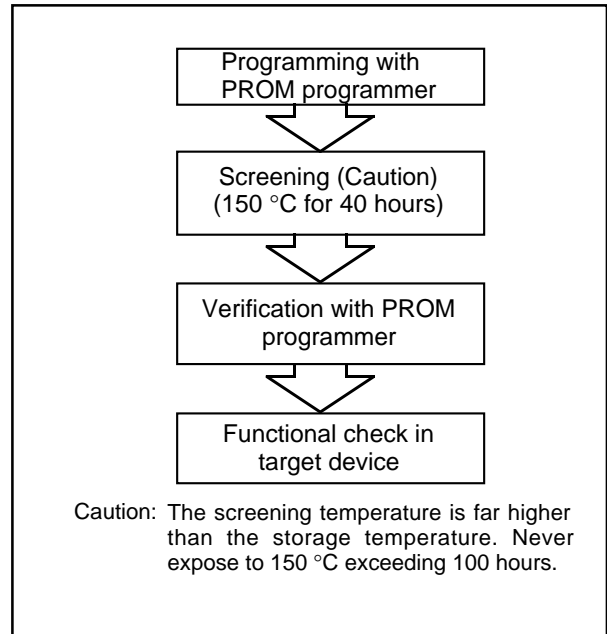 Programming with
PROM programmer
Screening (Caution)
(150 °C for 40 hours)
Verification with PROM
programmer
Functional check in
target device
Caution: The screening temperature is far higher
than the storage temperature. Never
expose to 150 °C exceeding 100 hours.